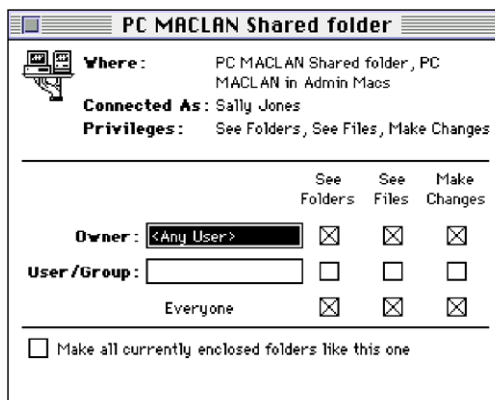 PC MACLAN Shared folder
Where: PC MACLAN Shared folder, PC
MACLAN in Admin Macs
Connected As: Sally Jones
Privileges: See Folders, See Files, Make Changes
See See Make
Folders Files Changes
Owner: <Any User>
User/Group:
Everyone
Make all currently enclosed folders like this one